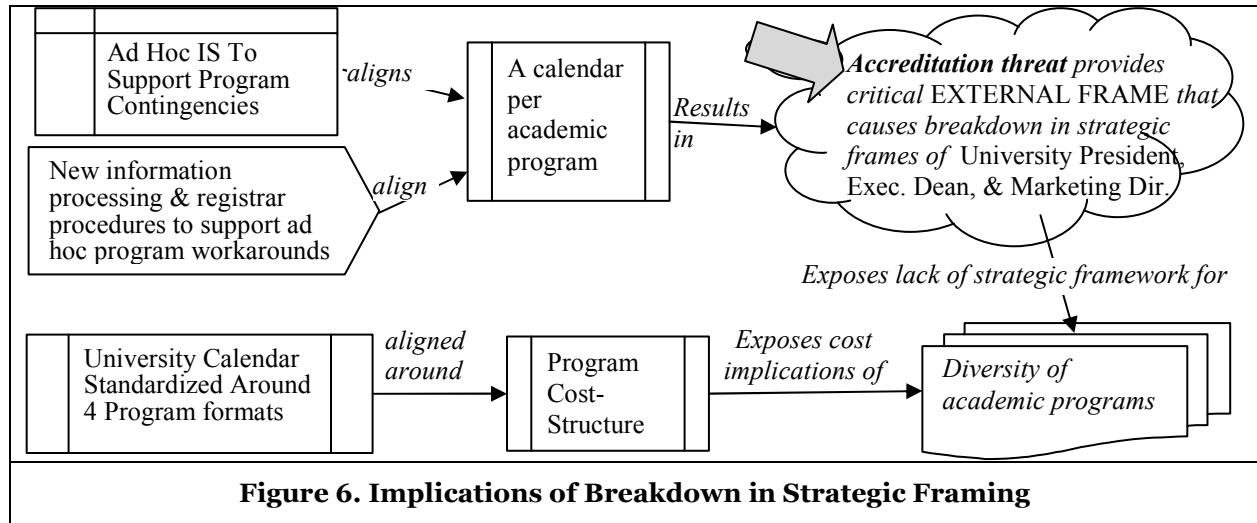 Ad Hoc IS To
Support Program
Contingencies
aligns
A calendar
per
academic
program
Results
in
Accreditation threat provides
critical EXTERNAL FRAME that
causes breakdown in strategic
frames of University President,
Exec. Dean, & Marketing Dir.
New information
processing & registrar
procedures to support ad
hoc program workarounds
align
Exposes lack of strategic framework for
University Calendar
Standardized Around
4 Program formats
aligned
around
Program
Cost-
Structure
Exposes cost
implications of
Diversity of
academic programs
Figure 6. Implications of Breakdown in Strategic Framing